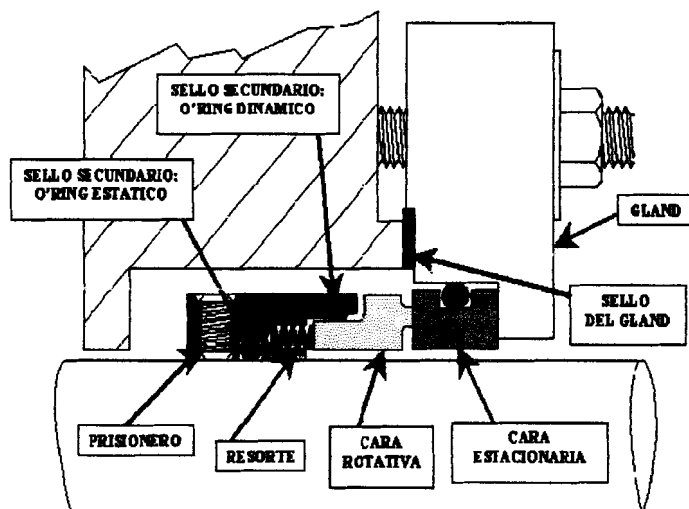 SELLO SECUNDARIO:
O'RING DINAMICO
SELLO SECUNDARIO:
O'RING ESTATICO
GLAND
SELLO
DEL GLAND
PRISIONERO
RESORTE
CARA
ROTATIVA
CARA
ESTACIONARIA